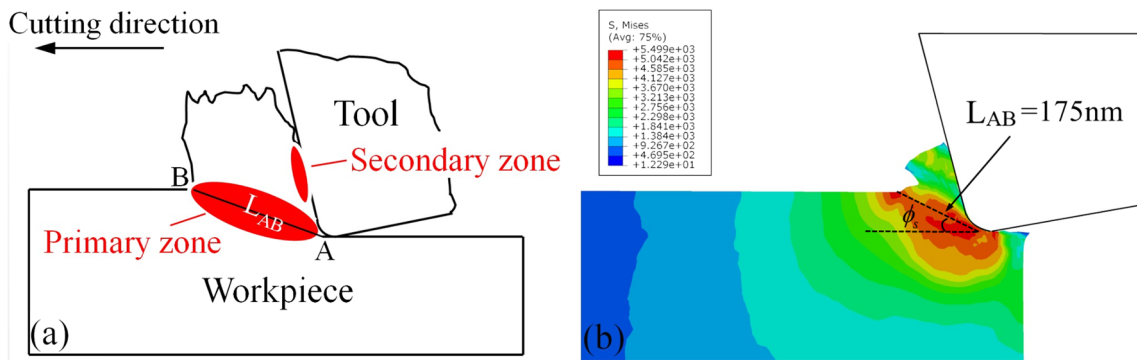 Cutting direction
Tool
Secondary zone
B
L_AB
Primary zone
A
Workpiece
(a)
S, Mises
(Avg: 75%)
+5.499e+03
+5.042e+03
+4.585e+03
+4.127e+03
+3.670e+03
+3.213e+03
+2.756e+03
+2.298e+03
+1.841e+03
+1.384e+03
+9.267e+02
+4.695e+02
+1.229e+01
L_AB=175nm
ϕ_s
(b)